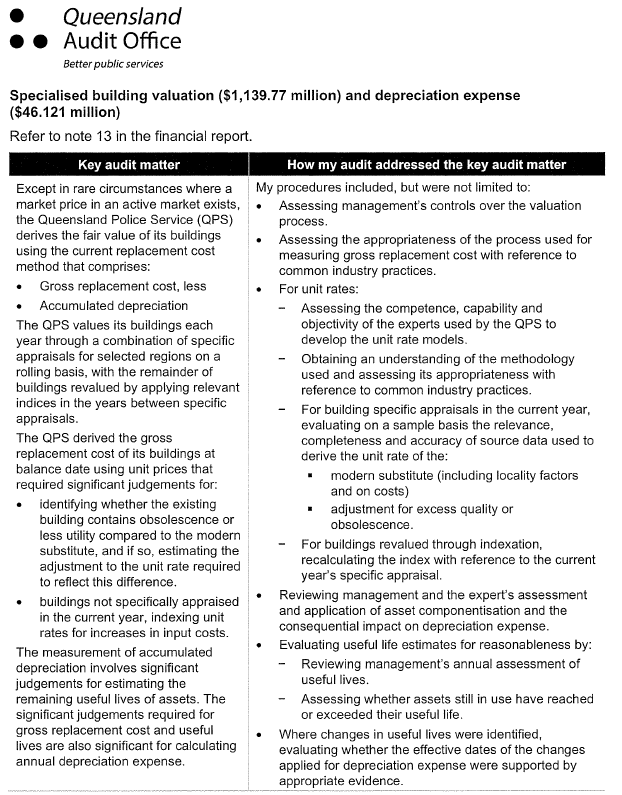 Queensland
Audit Office
Better public services
Specialised building valuation ($1,139.77 million) and depreciation expense
($46.121 million)
Refer to note 13 in the financial report.
Key audit matter
Except in rare circumstances where a
market price in an active market exists,
the Queensland Police Service (QPS)
derives the fair value of its buildings
using the current replacement cost
method that comprises:
• Gross replacement cost, less
• Accumulated depreciation
The QPS values its buildings each
year through a combination of specific
appraisals for selected regions on a
rolling basis, with the remainder of
buildings revalued by applying relevant
indices in the years between specific
appraisals.
The QPS derived the gross
replacement cost of its buildings at
balance date using unit prices that
required significant judgements for:
• identifying whether the existing
building contains obsolescence or
less utility compared to the modern
substitute, and if so, estimating the
adjustment to the unit rate required
to reflect this difference.
• buildings not specifically appraised
in the current year, indexing unit
rates for increases in input costs.
The measurement of accumulated
depreciation involves significant
judgements for estimating the
remaining useful lives of assets. The
significant judgements required for
gross replacement cost and useful
lives are also significant for calculating
annual depreciation expense.
How my audit addressed the key audit matter
My procedures included, but were not limited to:
• Assessing management's controls over the valuation
process.
• Assessing the appropriateness of the process used for
measuring gross replacement cost with reference to
common industry practices.
• For unit rates:
– Assessing the competence, capability and
objectivity of the experts used by the QPS to
develop the unit rate models.
– Obtaining an understanding of the methodology
used and assessing its appropriateness with
reference to common industry practices.
– For building specific appraisals in the current year,
evaluating on a sample basis the relevance,
completeness and accuracy of source data used to
derive the unit rate of the:
▪ modern substitute (including locality factors
and on costs)
▪ adjustment for excess quality or
obsolescence.
– For buildings revalued through indexation,
recalculating the index with reference to the current
year's specific appraisal.
• Reviewing management and the expert's assessment
and application of asset componentisation and the
consequential impact on depreciation expense.
• Evaluating useful life estimates for reasonableness by:
– Reviewing management's annual assessment of
useful lives.
– Assessing whether assets still in use have reached
or exceeded their useful life.
• Where changes in useful lives were identified,
evaluating whether the effective dates of the changes
applied for depreciation expense were supported by
appropriate evidence.